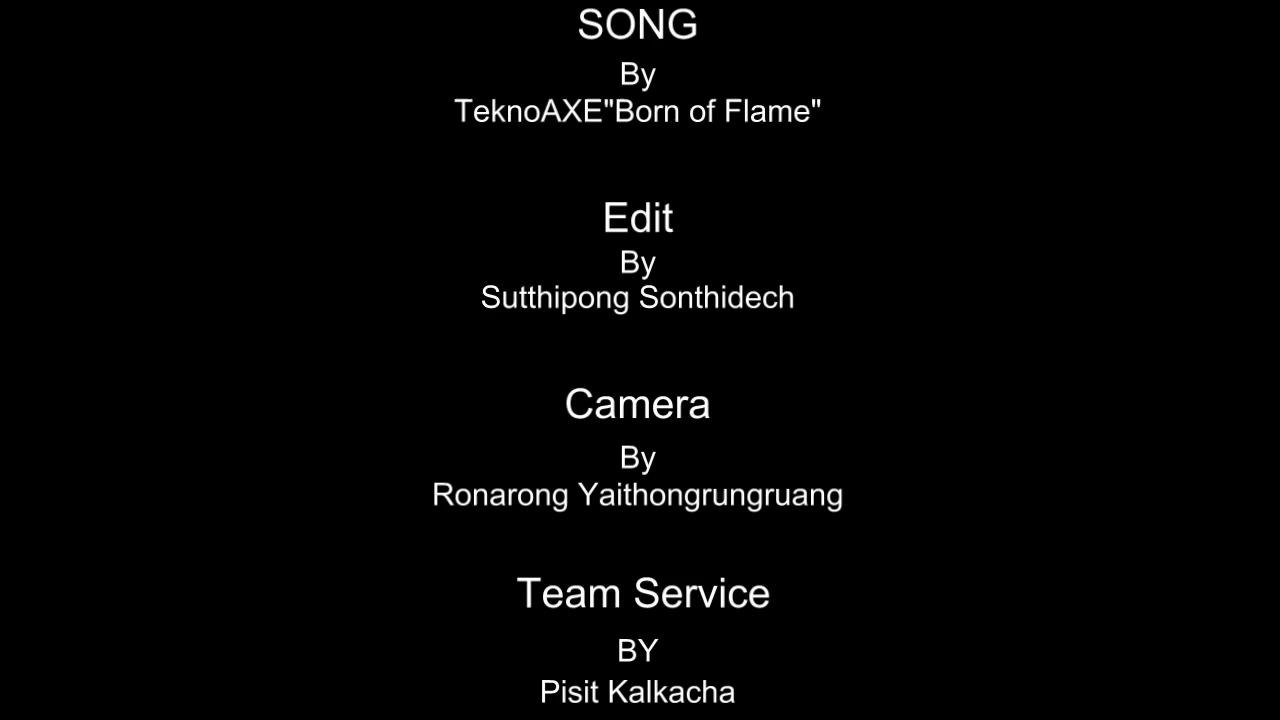 SONG
By
TeknoAXE"Born of Flame"
Edit
By
Sutthipong Sonthidech
Camera
By
Ronarong Yaithongrungruang
Team Service
BY
Pisit Kalkacha